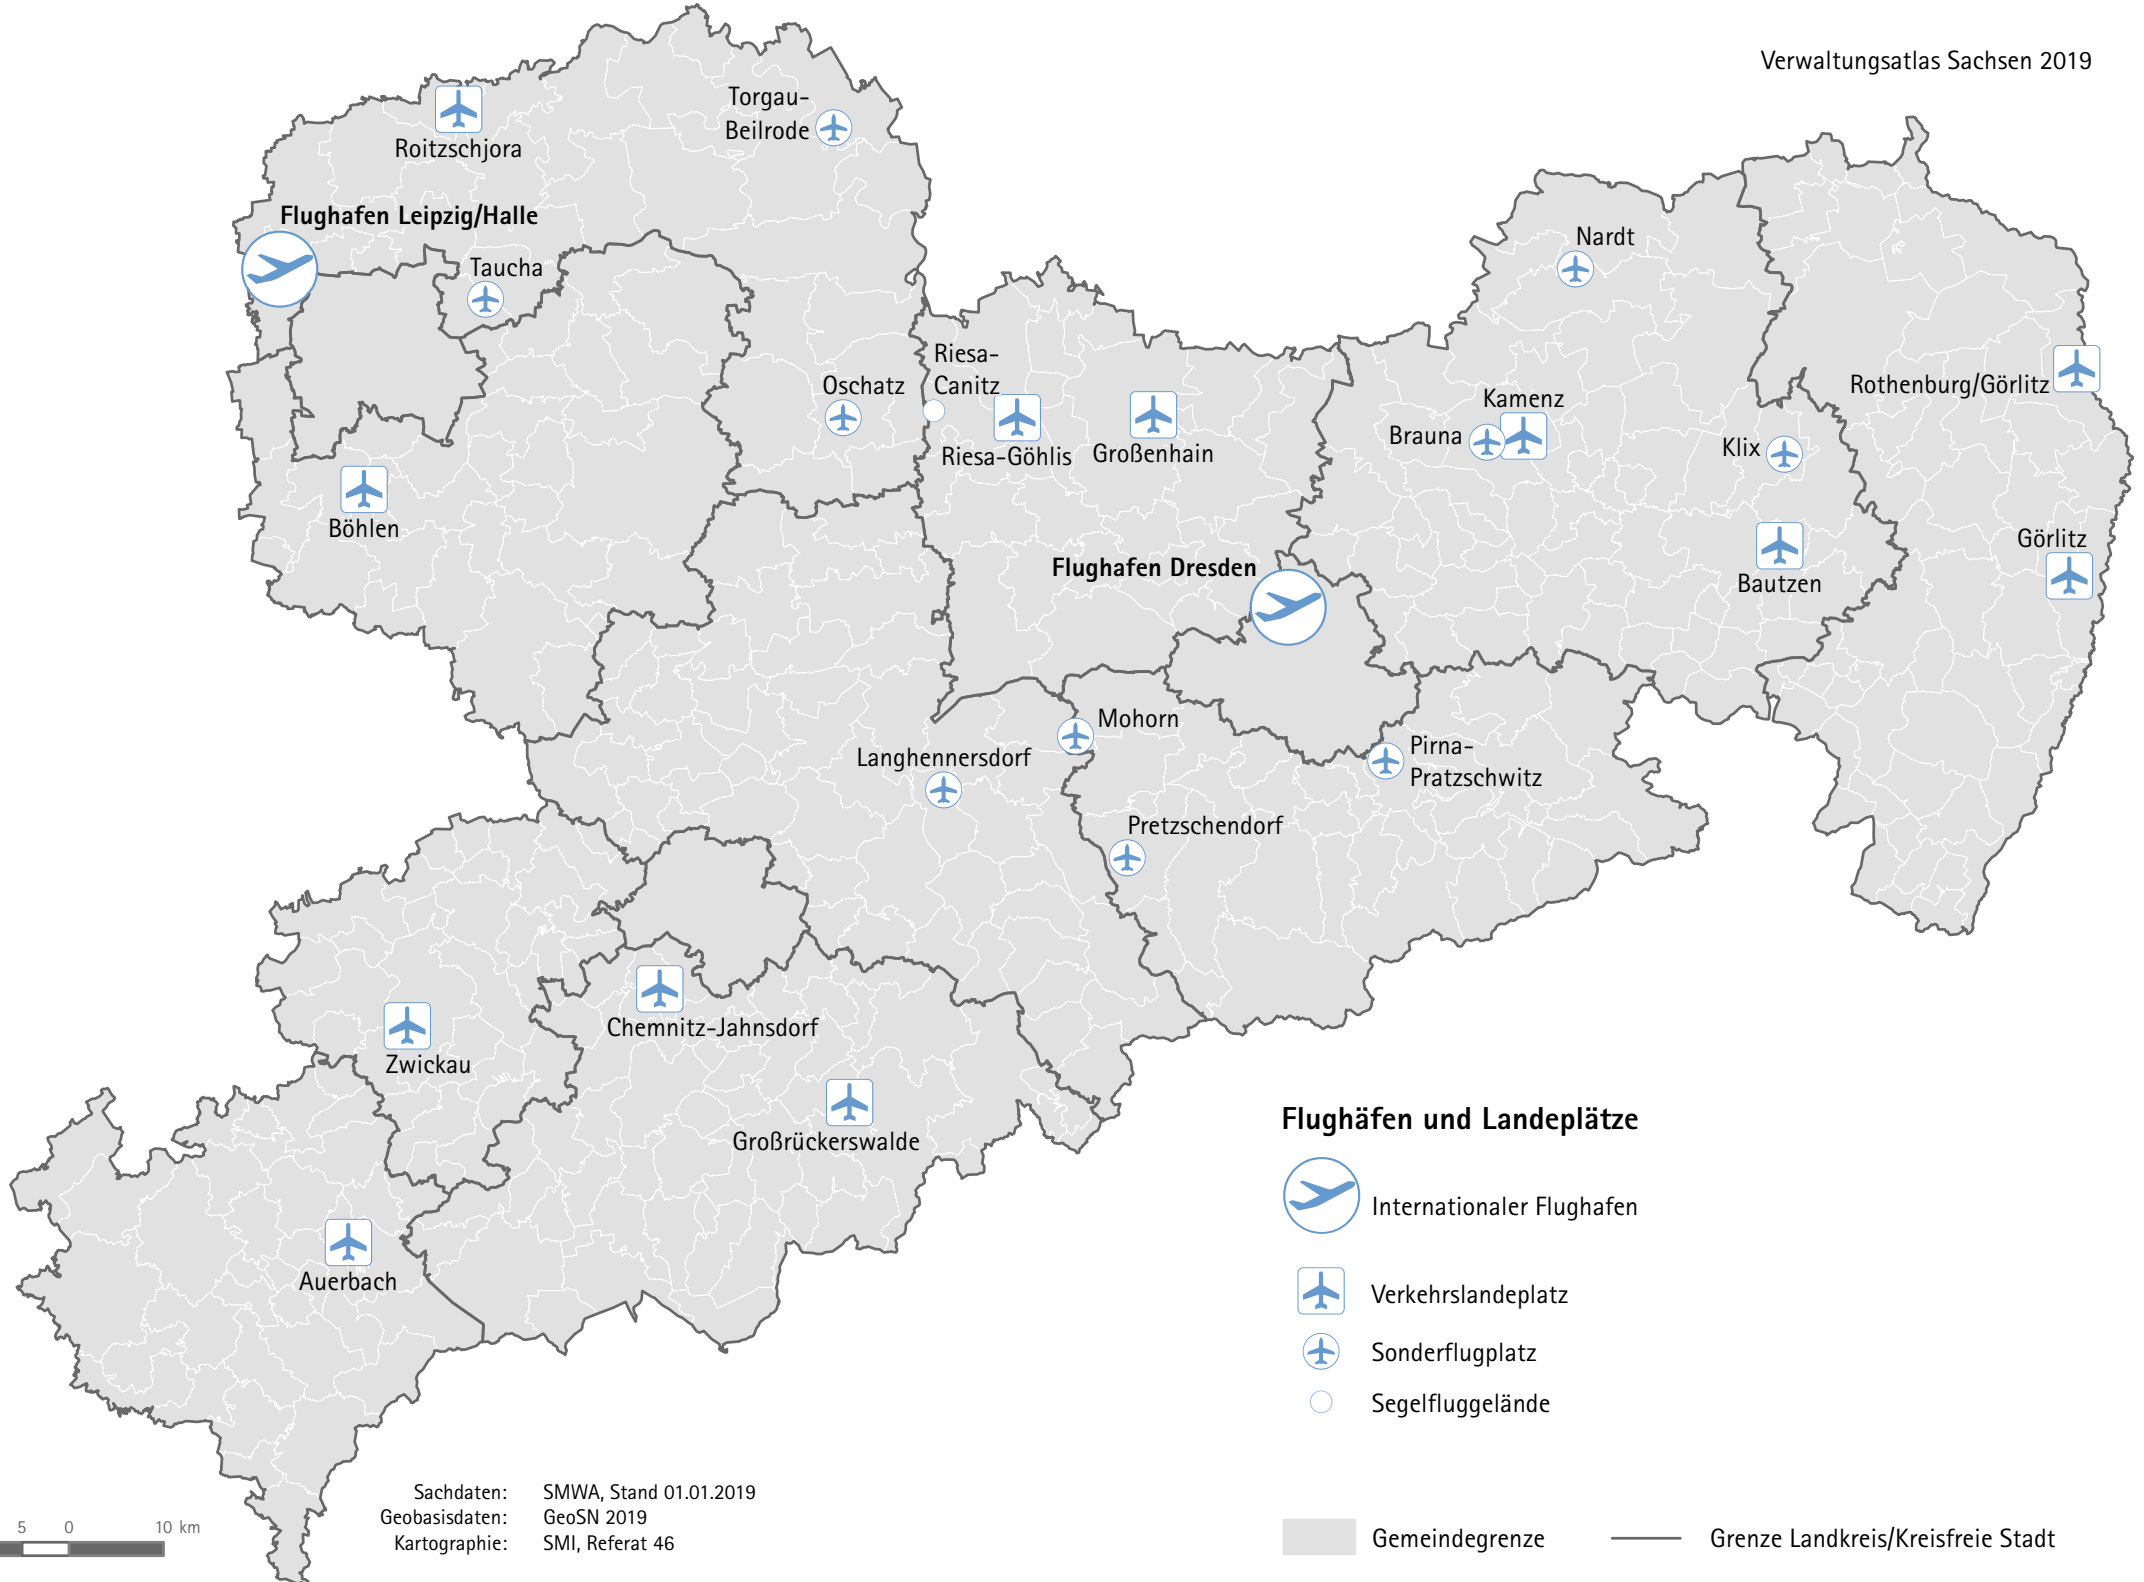 Verwaltungsatlas Sachsen 2019
Torgau-
Beilrode
Roitzschjora
Flughafen Leipzig/Halle
Taucha
Nardt
Riesa-
Canitz
Oschatz
Rothenburg/Görlitz
Kamenz
Brauna
Klix
Riesa-Göhlis
Großenhain
Böhlen
Görlitz
Flughafen Dresden
Bautzen
Mohorn
Langhennersdorf
Pirna-
Pratzschwitz
Pretzschendorf
Chemnitz-Jahnsdorf
Zwickau
Großrückerswalde
Auerbach
Flughäfen und Landeplätze
Internationaler Flughafen
Verkehrslandeplatz
Sonderflugplatz
Segelfluggelände
Sachdaten: SMWA, Stand 01.01.2019
Geobasisdaten: GeoSN 2019
Kartographie: SMI, Referat 46
5 0 10 km
Gemeindegrenze
Grenze Landkreis/Kreisfreie Stadt